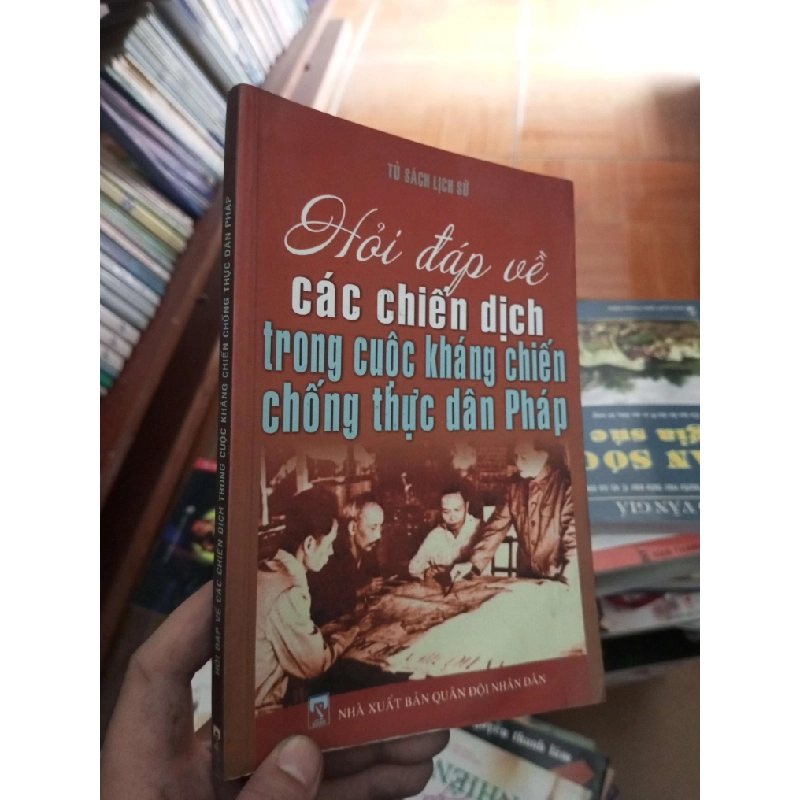 TỦ SÁCH LỊCH SỬ
Hỏi đáp về
các chiến dịch
trong cuộc kháng chiến
chống thực dân Pháp
NHÀ XUẤT BẢN QUÂN ĐỘI NHÂN DÂN
HỎI ĐÁP VỀ CÁC CHIẾN DỊCH TRONG CUỘC KHÁNG CHIẾN CHỐNG THỰC DÂN PHÁP
VĂN GIÁ